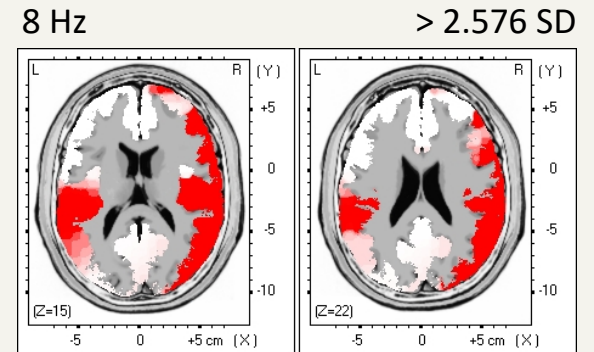 8 Hz > 2.576 SD
L R (Y) L R (Y)
+5 +5
0 0
-5 -5
-10 -10
(Z=15) (Z=22)
-5 0 +5 cm (X) -5 0 +5 cm (X)